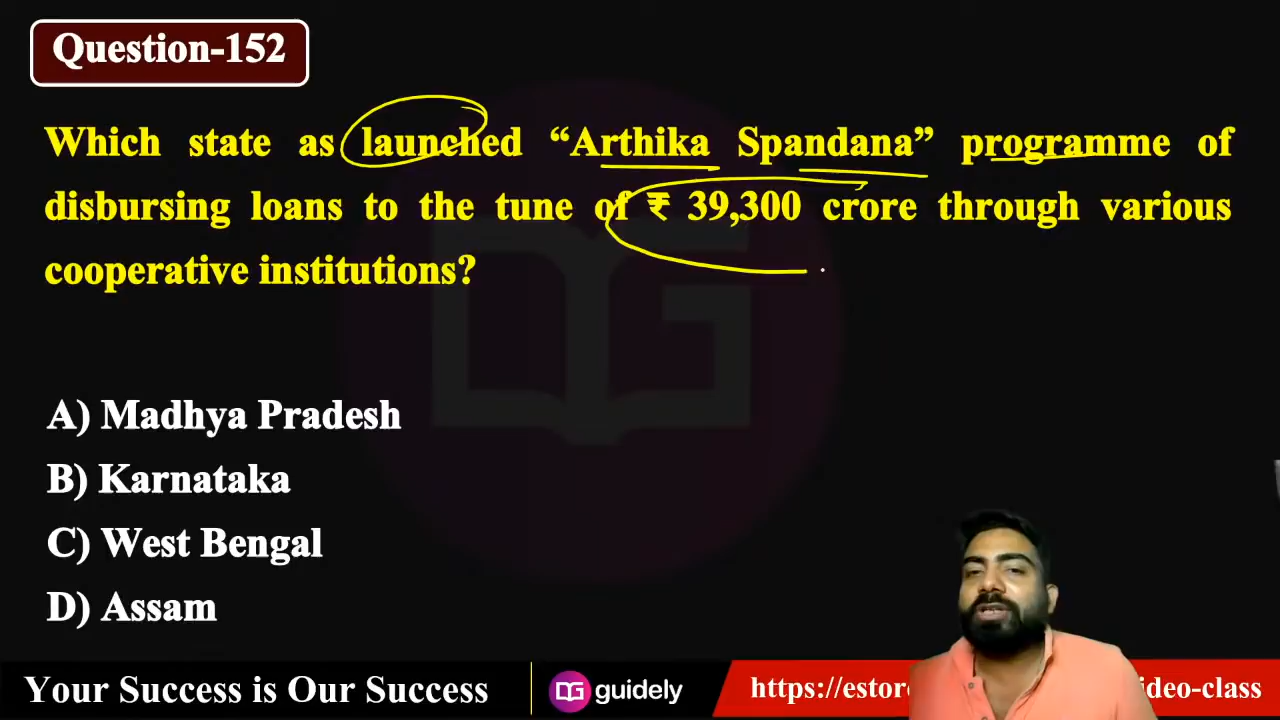 Question-152
Which state as launched “Arthika Spandana” programme of
disbursing loans to the tune of ₹ 39,300 crore through various
cooperative institutions?
A) Madhya Pradesh
B) Karnataka
C) West Bengal
D) Assam
Your Success is Our Success
guidely
https://estor
ideo-class